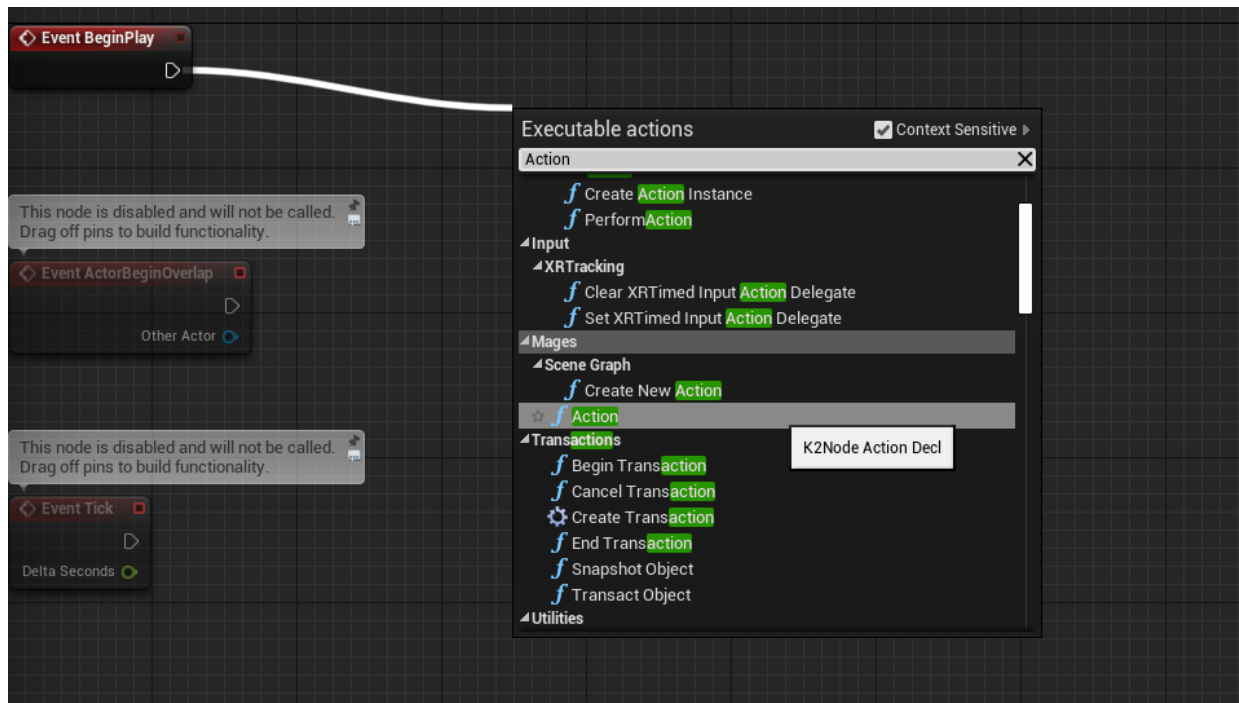 Event BeginPlay
Executable actions
Context Sensitive
Action
Create Action Instance
PerformAction
Input
XRTracking
Clear XRTimed Input Action Delegate
Set XRTimed Input Action Delegate
Mages
Scene Graph
Create New Action
Action
K2Node Action Decl
Transactions
Begin Transaction
Cancel Transaction
Create Transaction
End Transaction
Snapshot Object
Transact Object
Utilities
This node is disabled and will not be called.
Drag off pins to build functionality.
Event ActorBeginOverlap
Other Actor
This node is disabled and will not be called.
Drag off pins to build functionality.
Event Tick
Delta Seconds